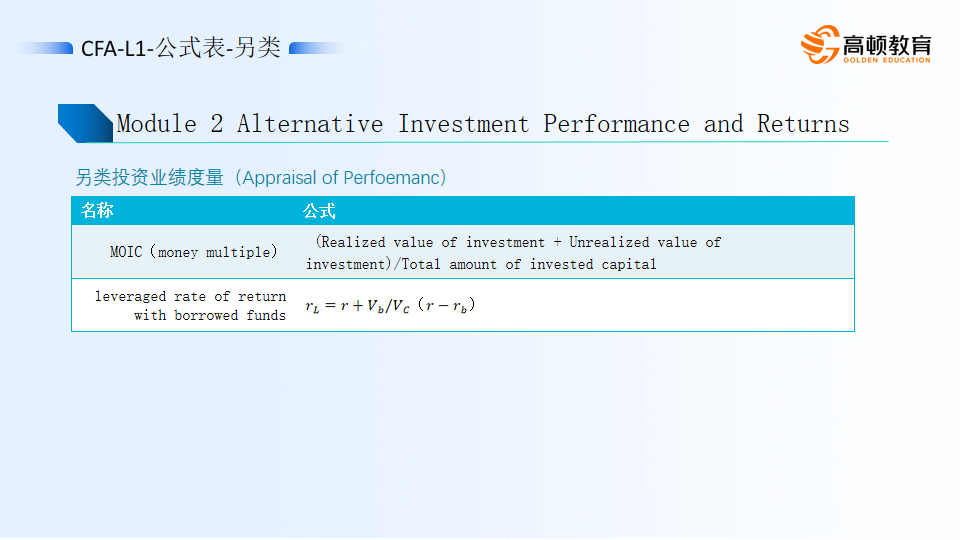 CFA-L1-公式表-另类
高顿教育
GOLDEN EDUCATION
Module 2 Alternative Investment Performance and Returns
另类投资业绩度量（Appraisal of Perfoemanc）
名称
公式
MOIC（money multiple）
（Realized value of investment + Unrealized value of
investment)/Total amount of invested capital
leveraged rate of return
with borrowed funds
r_L = r + V_b/V_C（r − r_b）